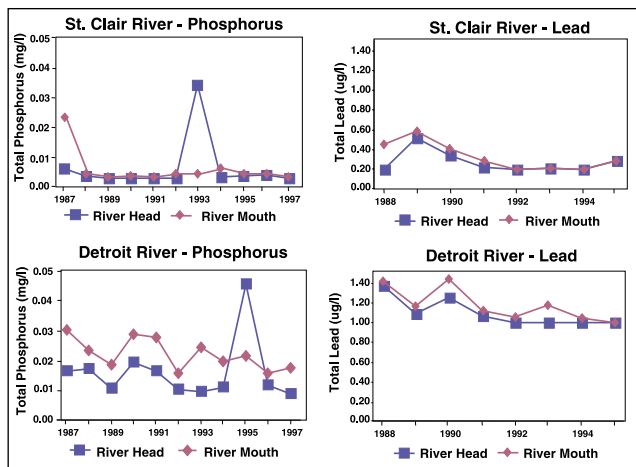 St. Clair River - Phosphorus
Total Phosphorus (mg/l)
0.05
0.04
0.03
0.02
0.001
0.00
1987 1989 1991 1993 1995 1997
River Head River Mouth
St. Clair River - Lead
Total Lead (ug/l)
1.40
1.20
1.00
0.80
0.60
0.40
0.20
0.00
1988 1990 1992 1994
River Head River Mouth
Detroit River - Phosphorus
Total Phosphorus (mg/l)
0.05
0.04
0.03
0.02
0.01
0.00
1987 1989 1991 1993 1995 1997
River Head River Mouth
Detroit River - Lead
Total Lead (ug/l)
1.40
1.20
1.00
0.80
0.60
0.40
0.20
0.00
1988 1990 1992 1994
River Head River Mouth